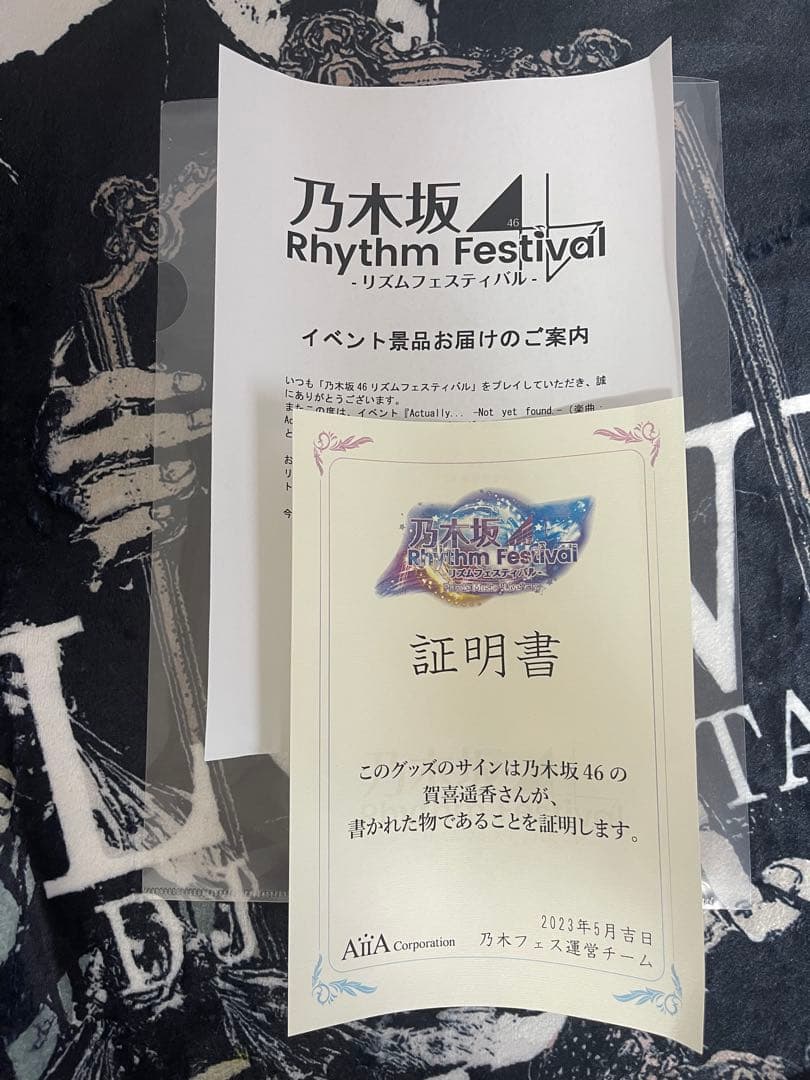 乃木坂46
Rhythm Festival
- リズムフェスティバル -
イベント景品お届けのご案内
いつも「乃木坂46リズムフェスティバル」をプレイしていただき、誠
にありがとうございます。
またこの度は、イベント『Actually... -Not yet found.-（楽曲：
お
リ
ト
今
乃木坂46
Rhythm Festival
- リズムフェスティバル -
証明書
このグッズのサインは乃木坂46の
賀喜遥香さんが、
書かれた物であることを証明します。
2023年5月吉日
AiiA Corporation 乃木フェス運営チーム
L
DJ
TA